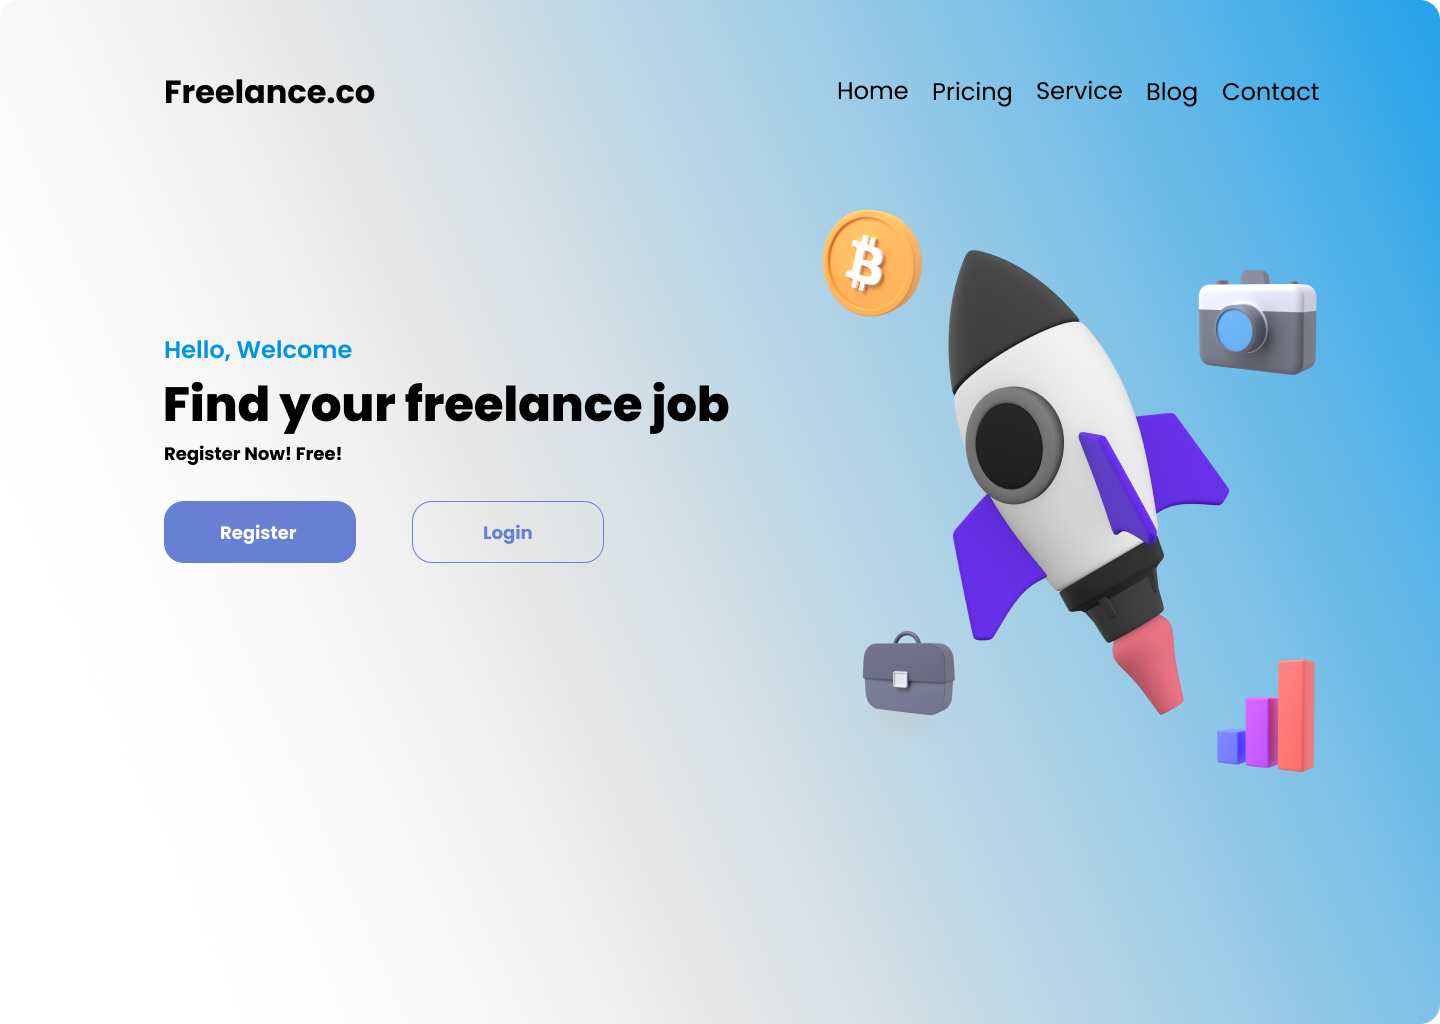 Freelance.co
Home Pricing Service Blog Contact
Hello, Welcome
Find your freelance job
Register Now! Free!
Register Login